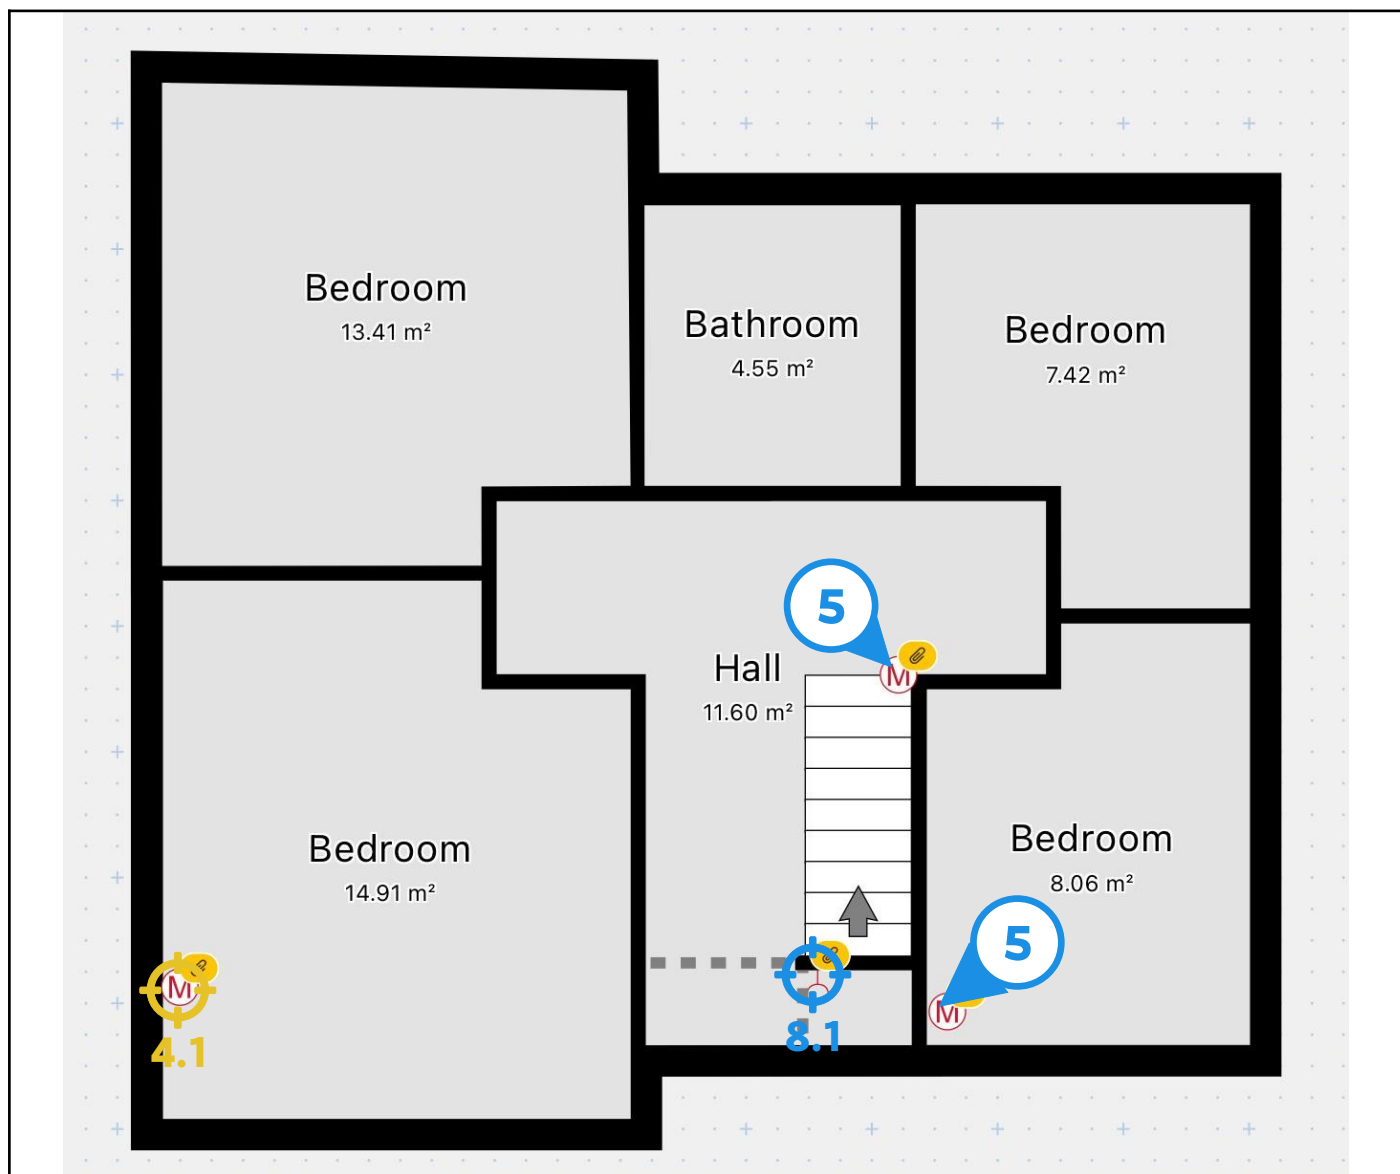 Bedroom
13.41 m²
Bathroom
4.55 m²
Bedroom
7.42 m²
5
M
Hall
11.60 m²
Bedroom
14.91 m²
Bedroom
8.06 m²
5
M
M
4.1
8.1